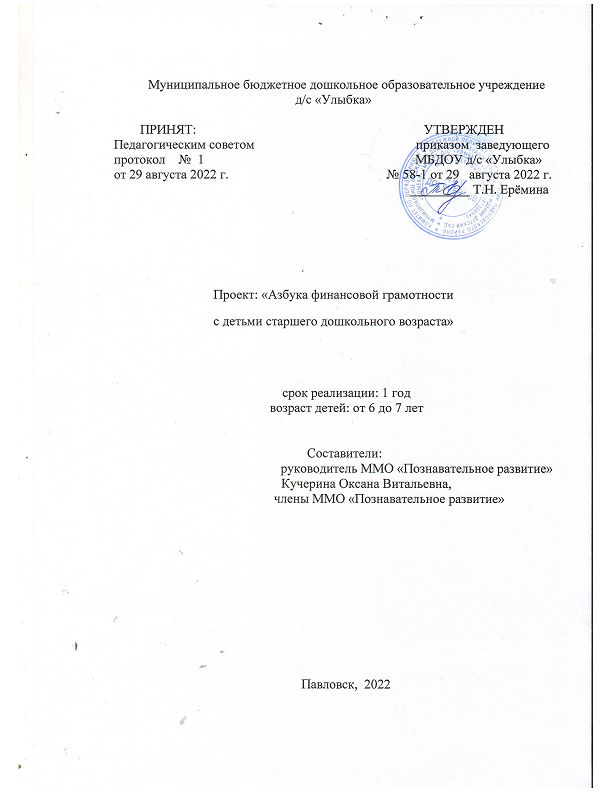 Муниципальное бюджетное дошкольное образовательное учреждение
д/с «Улыбка»
ПРИНЯТ:
Педагогическим советом
протокол № 1
от 29 августа 2022 г.
УТВЕРЖДЕН
приказом заведующего
МБДОУ д/с «Улыбка»
№ 58-1 от 29 августа 2022 г.
Т.Н. Ерёмина
Проект: «Азбука финансовой грамотности
с детьми старшего дошкольного возраста»
срок реализации: 1 год
возраст детей: от 6 до 7 лет
Составители:
руководитель ММО «Познавательное развитие»
Кучерина Оксана Витальевна,
члены ММО «Познавательное развитие»
Павловск, 2022